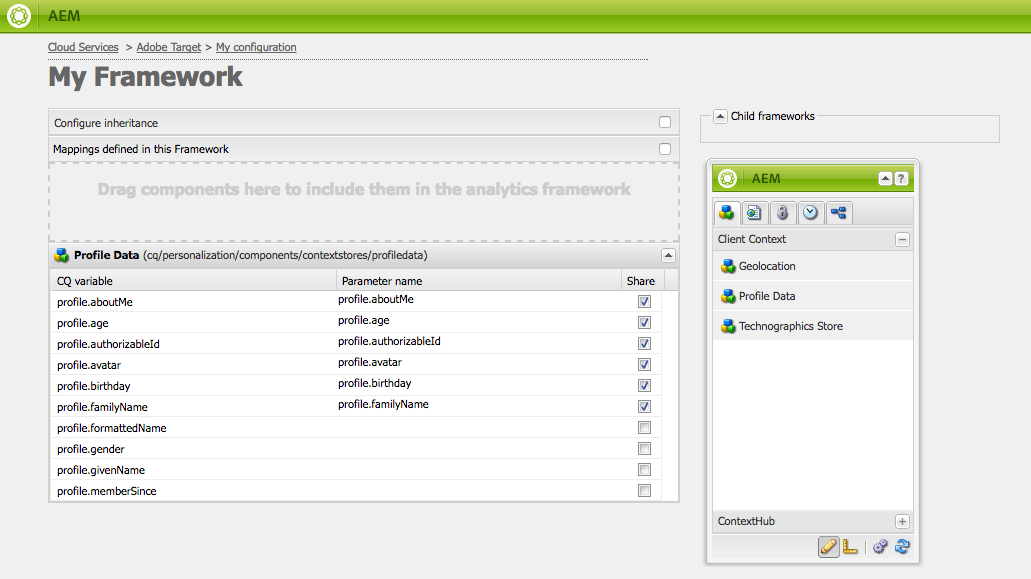 AEM
Cloud Services > Adobe Target > My configuration
My Framework
Configure inheritance
Mappings defined in this Framework
Drag components here to include them in the analytics framework
Profile Data (cq/personalization/components/contextstores/profiledata)
CQ variable Parameter name Share
profile.aboutMe profile.aboutMe
profile.age profile.age
profile.authorizableId profile.authorizableId
profile.avatar profile.avatar
profile.birthday profile.birthday
profile.familyName profile.familyName
profile.formattedName
profile.gender
profile.givenName
profile.memberSince
Child frameworks
AEM ?
Client Context
Geolocation
Profile Data
Technographics Store
ContextHub